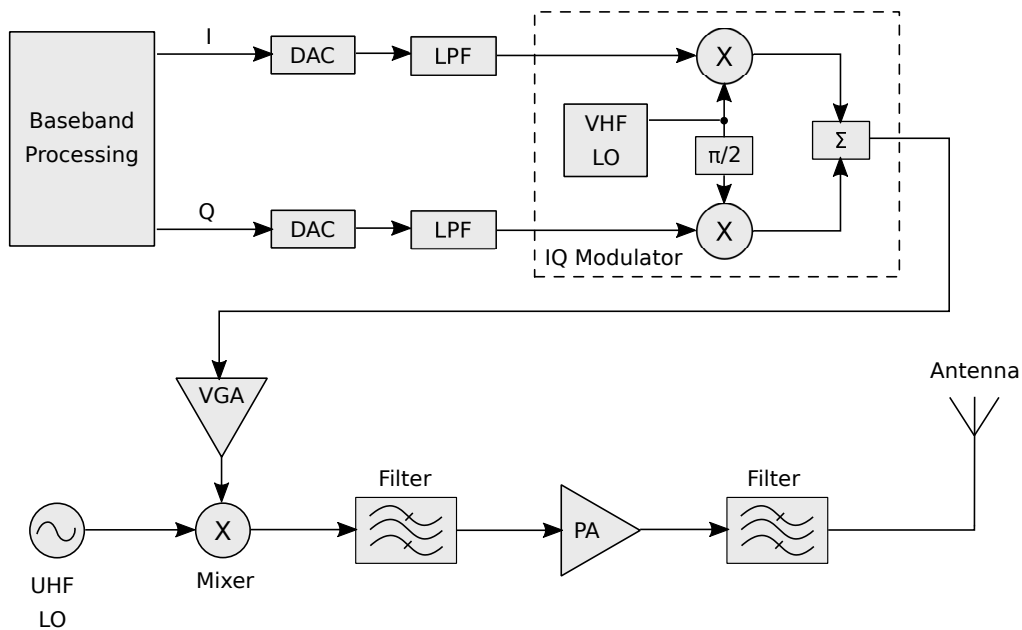 I
DAC
LPF
X
Baseband
Processing
VHF
LO
π/2
Σ
Q
DAC
LPF
X
IQ Modulator
VGA
Antenna
Filter
Filter
X
PA
Mixer
UHF
LO